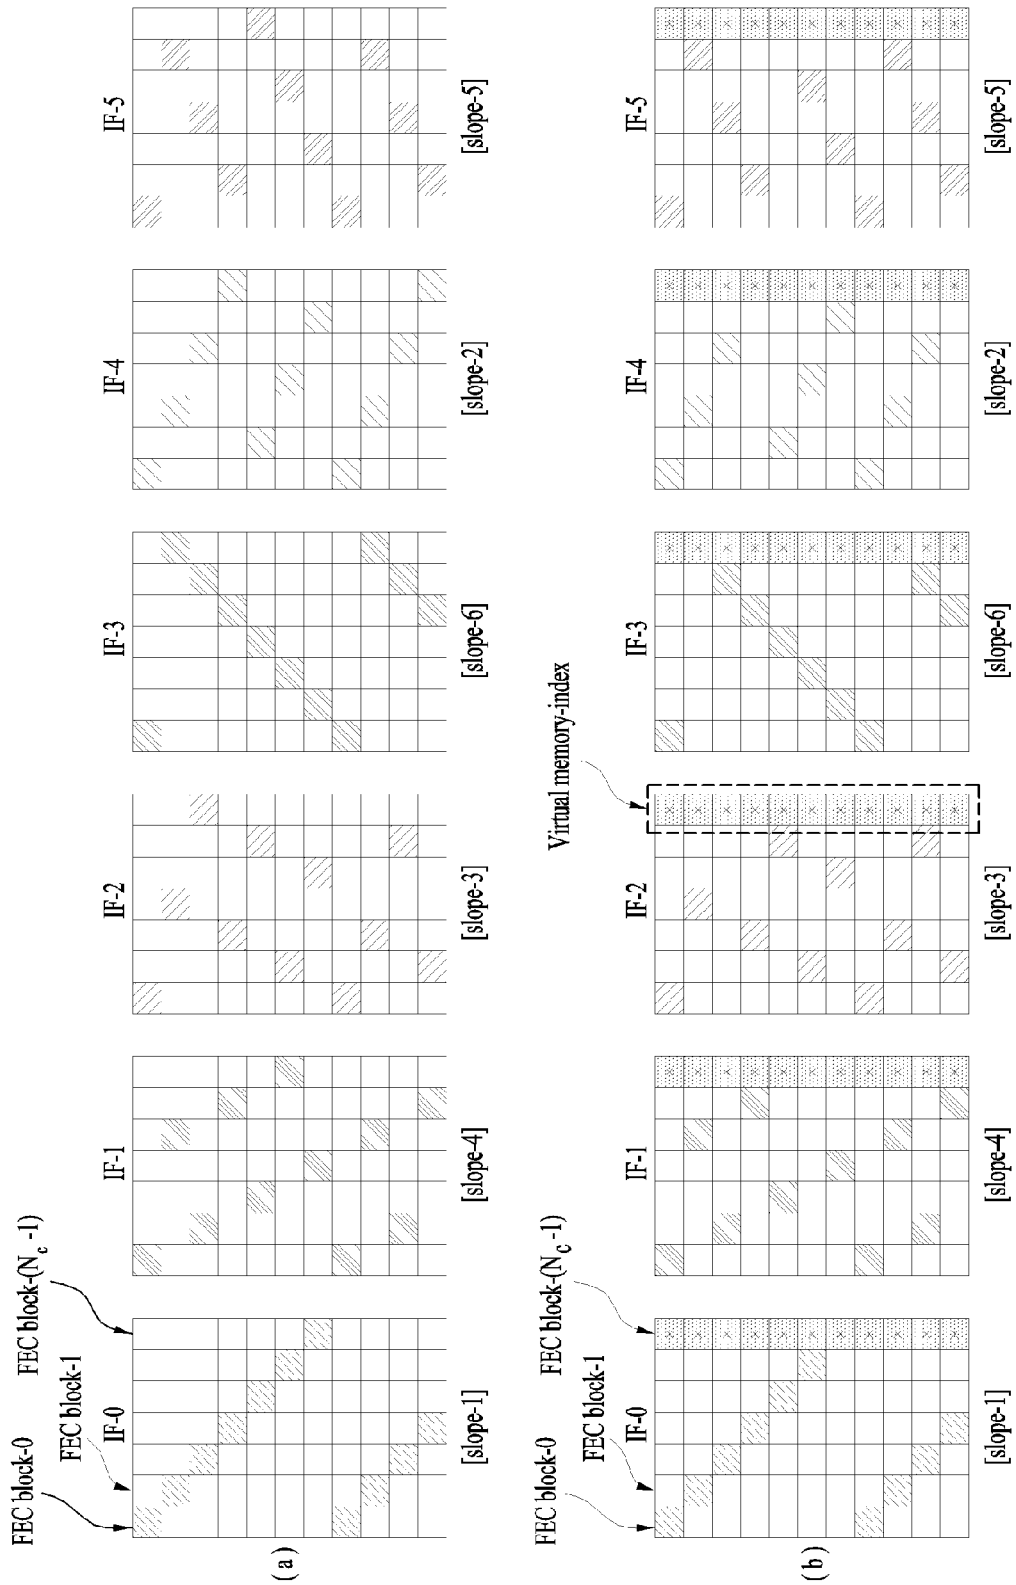 FEC block-0
FEC block-1
FEC block-(N_c -1)
IF-0
IF-1
IF-2
IF-3
IF-4
IF-5
(a)
[slope-1]
[slope-4]
[slope-3]
[slope-6]
[slope-2]
[slope-5]
FEC block-0
FEC block-1
FEC block-(N_c -1)
Virtual memory-index
IF-0
IF-1
IF-2
IF-3
IF-4
IF-5
(b)
[slope-1]
[slope-4]
[slope-3]
[slope-6]
[slope-2]
[slope-5]